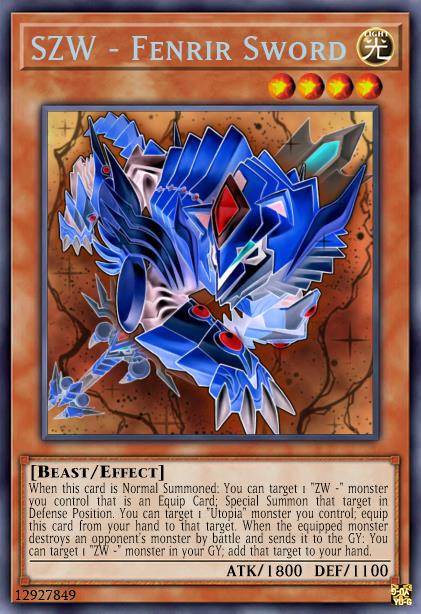 SZW - Fenrir Sword
LIGHT
光
[Beast/Effect]
When this card is Normal Summoned: You can target 1 "ZW -" monster
you control that is an Equip Card; Special Summon that target in
Defense Position. You can target 1 "Utopia" monster you control; equip
this card from your hand to that target. When the equipped monster
destroys an opponent's monster by battle and sends it to the GY: You
can target 1 "ZW -" monster in your GY; add that target to your hand.
ATK/1800 DEF/1100
12927849